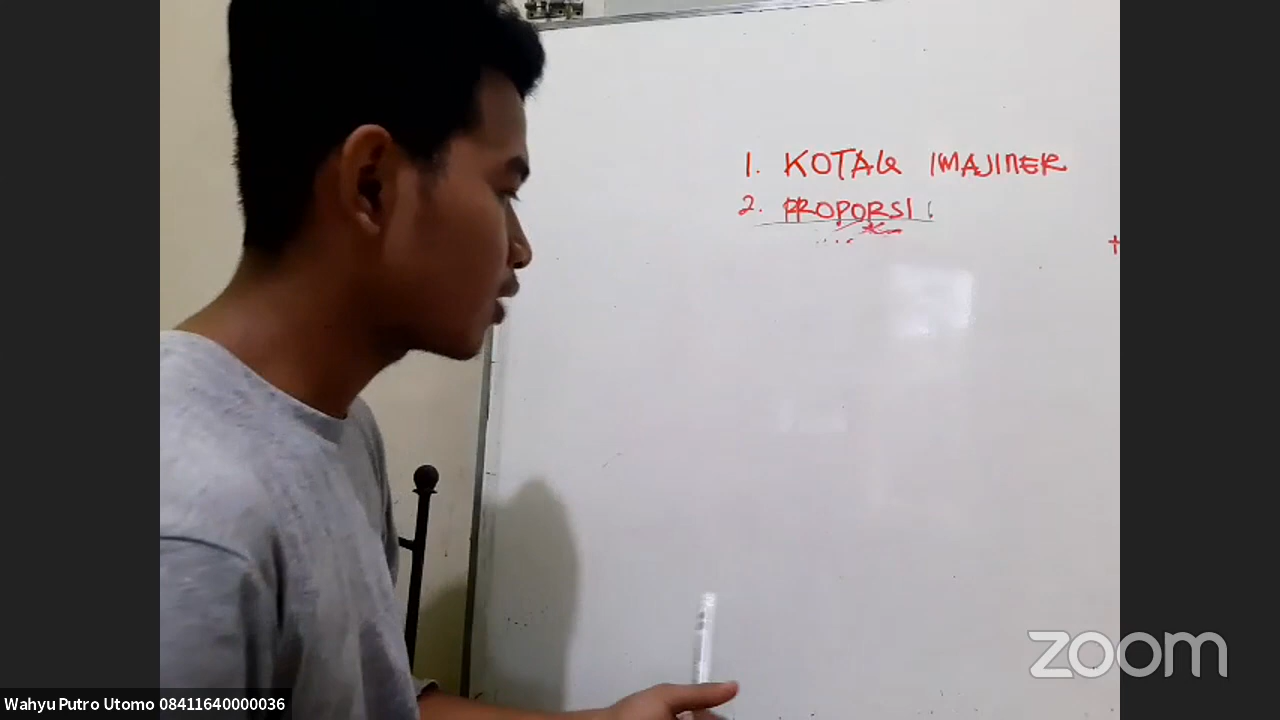 1. KOTAK IMAJINER
2. PROPORSI
zoom
Wahyu Putro Utomo 08411640000036